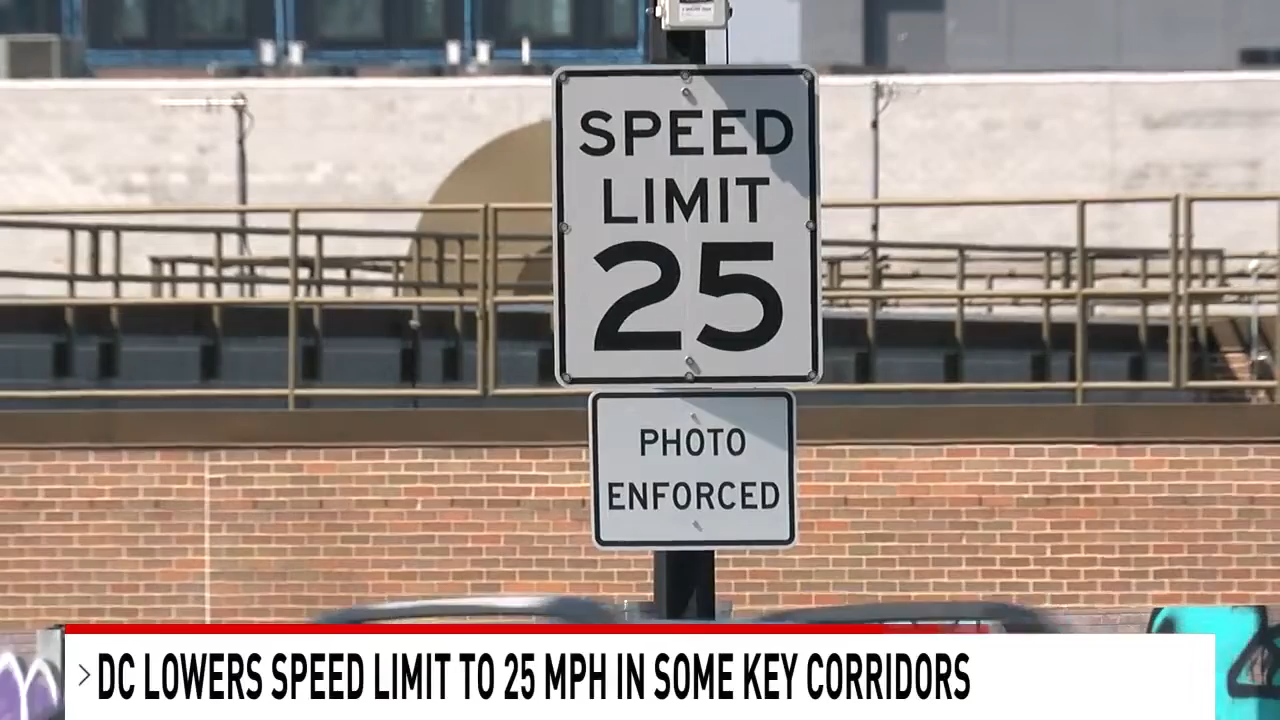 SPEED
LIMIT
25
PHOTO
ENFORCED
DC LOWERS SPEED LIMIT TO 25 MPH IN SOME KEY CORRIDORS